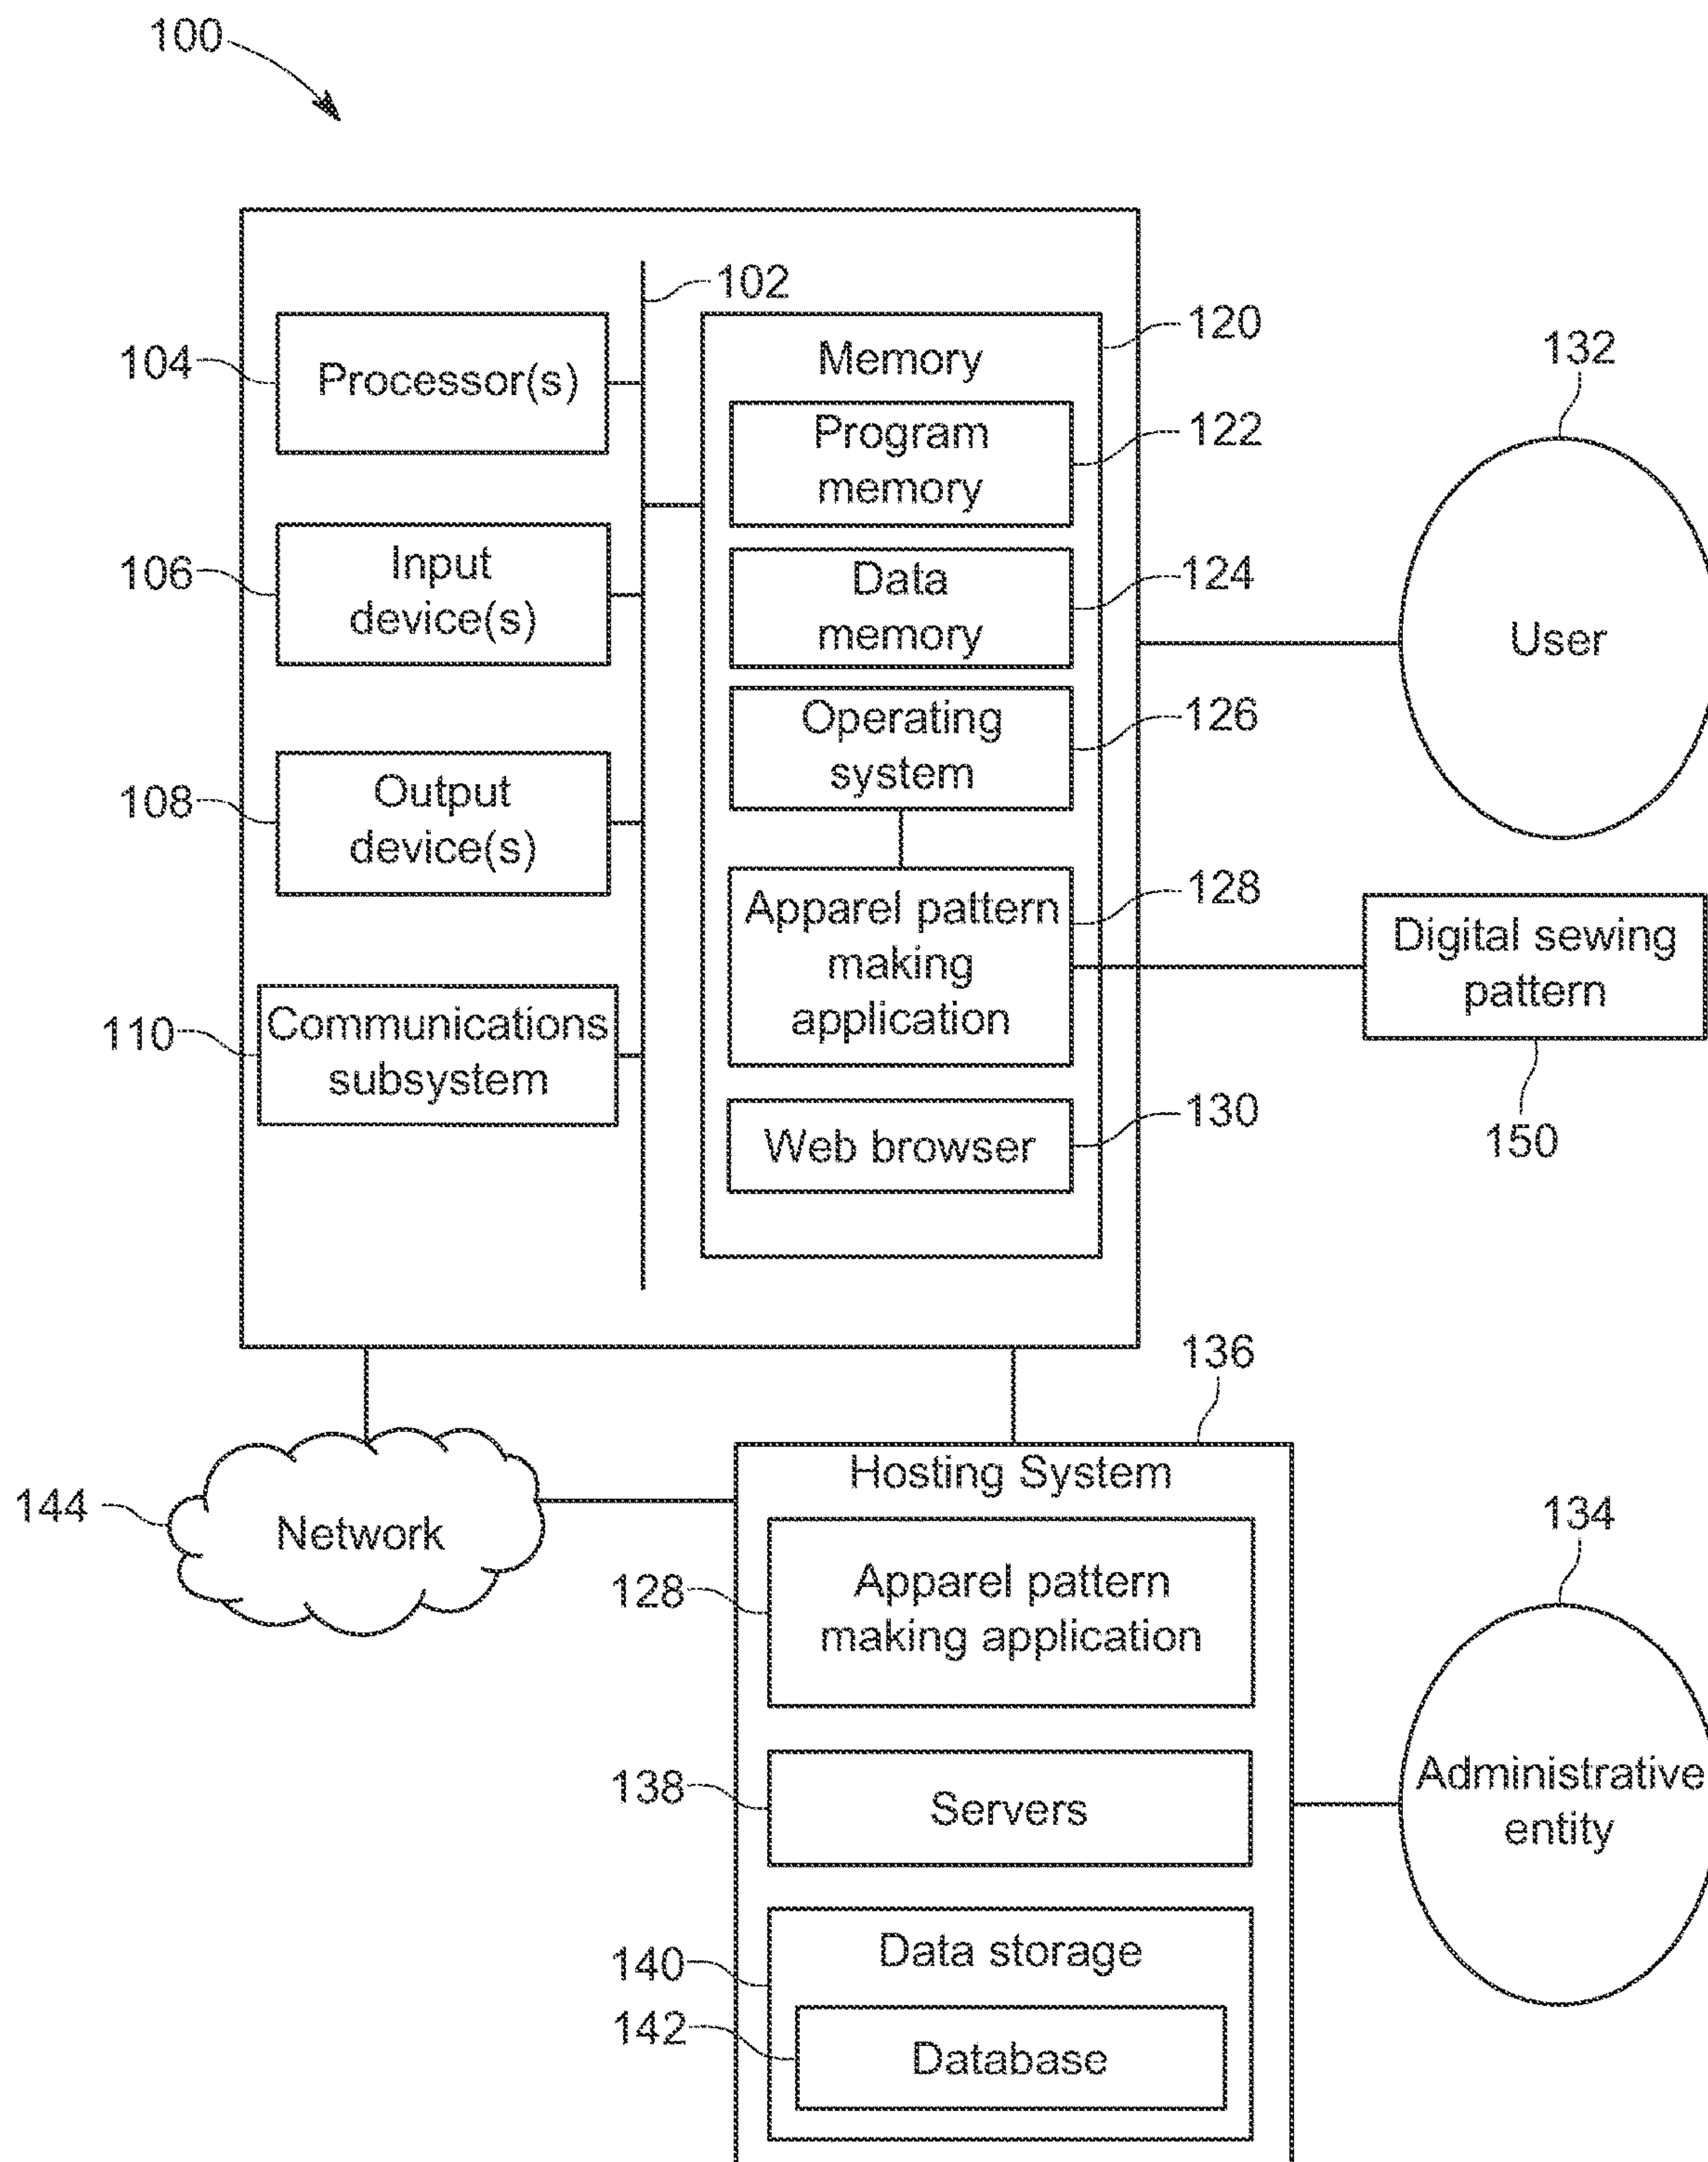 100
102
104
Processor(s)
106
Input
device(s)
108
Output
device(s)
110
Communications
subsystem
120
Memory
Program
memory
122
Data
memory
124
Operating
system
126
Apparel pattern
making
application
128
Web browser
130
132
User
Digital sewing
pattern
150
144
Network
136
Hosting System
128
Apparel pattern
making application
138
Servers
140
Data storage
142
Database
134
Administrative
entity